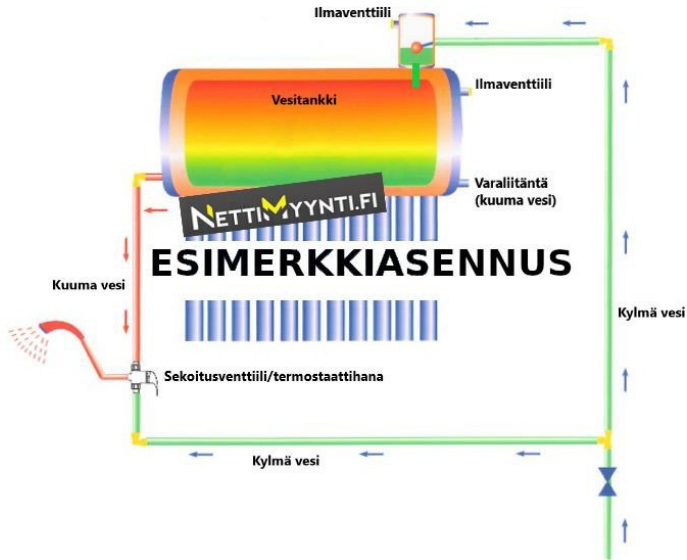 Ilmaventtiili
Vesitankki
Ilmaventtiili
Varaliitäntä
(kuuma vesi)
NETTIMYYNTI.FI
ESIMERKKIASENNUS
Kuuma vesi
Kylmä vesi
Sekoitusventtiili/termostaattihana
Kylmä vesi